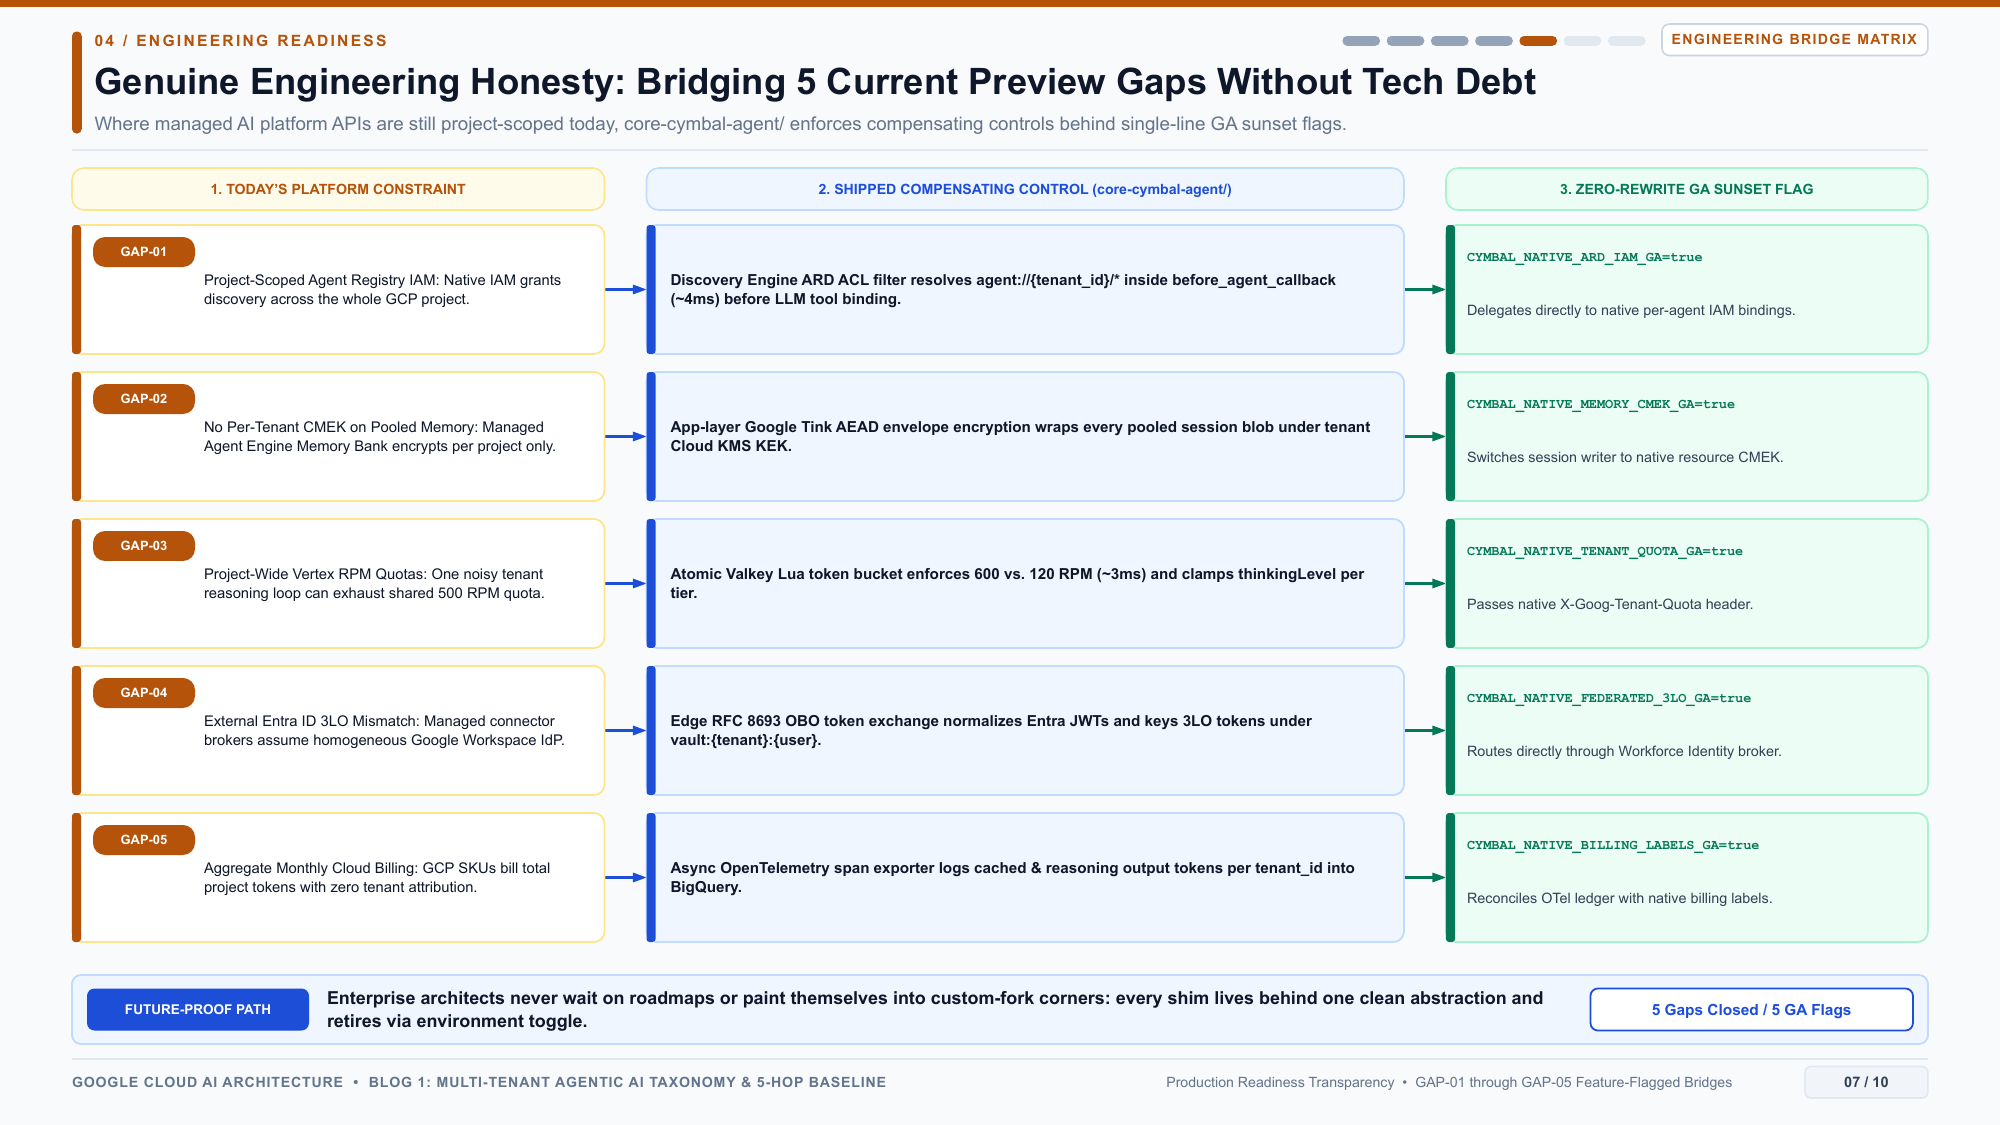 04 / ENGINEERING READINESS
ENGINEERING BRIDGE MATRIX
Genuine Engineering Honesty: Bridging 5 Current Preview Gaps Without Tech Debt
Where managed AI platform APIs are still project-scoped today, core-cymbal-agent/ enforces compensating controls behind single-line GA sunset flags.
1. TODAY'S PLATFORM CONSTRAINT
2. SHIPPED COMPENSATING CONTROL (core-cymbal-agent/)
3. ZERO-REWRITE GA SUNSET FLAG
GAP-01
Project-Scoped Agent Registry IAM: Native IAM grants
discovery across the whole GCP project.
Discovery Engine ARD ACL filter resolves agent://{tenant_id}/* inside before_agent_callback
(~4ms) before LLM tool binding.
CYMBAL_NATIVE_ARD_IAM_GA=true
Delegates directly to native per-agent IAM bindings.
GAP-02
No Per-Tenant CMEK on Pooled Memory: Managed
Agent Engine Memory Bank encrypts per project only.
App-layer Google Tink AEAD envelope encryption wraps every pooled session blob under tenant
Cloud KMS KEK.
CYMBAL_NATIVE_MEMORY_CMEK_GA=true
Switches session writer to native resource CMEK.
GAP-03
Project-Wide Vertex RPM Quotas: One noisy tenant
reasoning loop can exhaust shared 500 RPM quota.
Atomic Valkey Lua token bucket enforces 600 vs. 120 RPM (~3ms) and clamps thinkingLevel per
tier.
CYMBAL_NATIVE_TENANT_QUOTA_GA=true
Passes native X-Goog-Tenant-Quota header.
GAP-04
External Entra ID 3LO Mismatch: Managed connector
brokers assume homogeneous Google Workspace IdP.
Edge RFC 8693 OBO token exchange normalizes Entra JWTs and keys 3LO tokens under
vault:{tenant}:{user}.
CYMBAL_NATIVE_FEDERATED_3LO_GA=true
Routes directly through Workforce Identity broker.
GAP-05
Aggregate Monthly Cloud Billing: GCP SKUs bill total
project tokens with zero tenant attribution.
Async OpenTelemetry span exporter logs cached & reasoning output tokens per tenant_id into
BigQuery.
CYMBAL_NATIVE_BILLING_LABELS_GA=true
Reconciles OTel ledger with native billing labels.
FUTURE-PROOF PATH
Enterprise architects never wait on roadmaps or paint themselves into custom-fork corners: every shim lives behind one clean abstraction and
retires via environment toggle.
5 Gaps Closed / 5 GA Flags
GOOGLE CLOUD AI ARCHITECTURE • BLOG 1: MULTI-TENANT AGENTIC AI TAXONOMY & 5-HOP BASELINE
Production Readiness Transparency • GAP-01 through GAP-05 Feature-Flagged Bridges
07 / 10